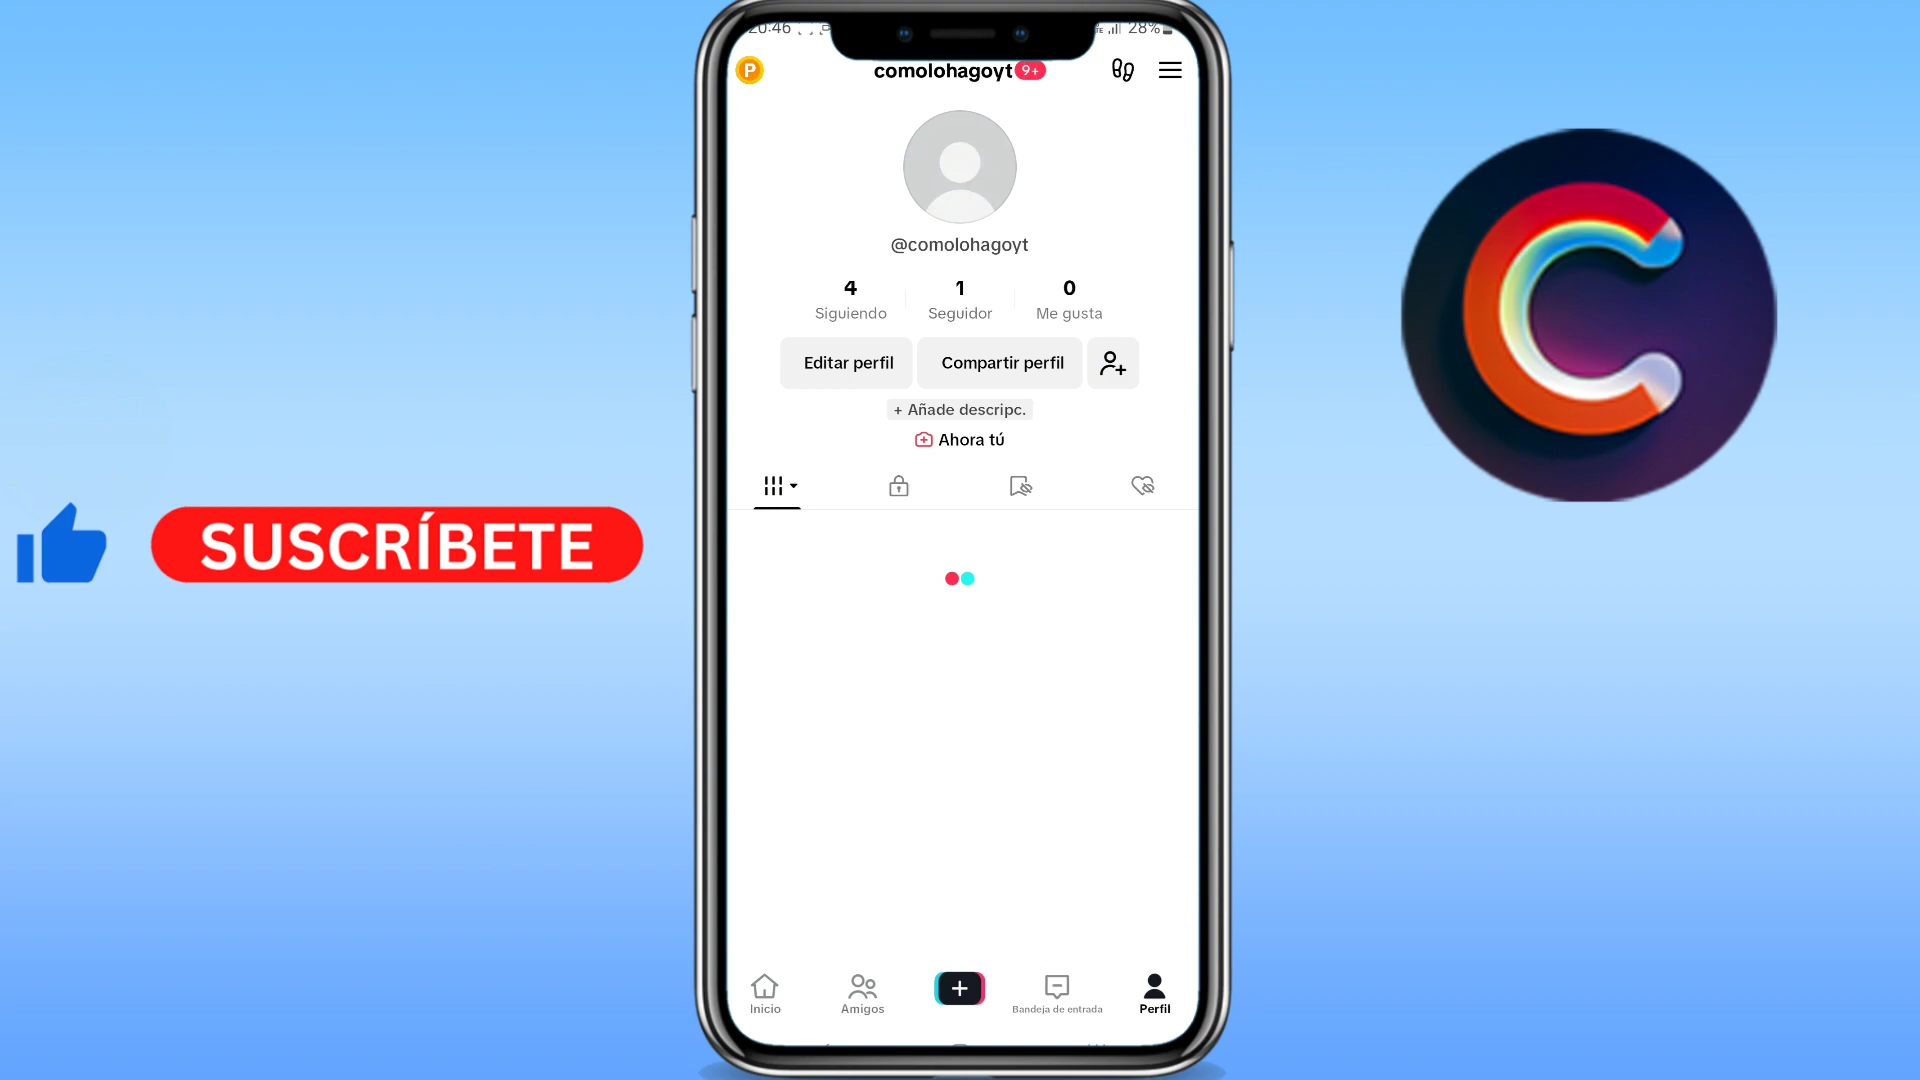 20:46 28%
P comolohagoyt 9+
@comolohagoyt
4 1 0
Siguiendo Seguidor Me gusta
Editar perfil Compartir perfil
+ Añade descripc.
Ahora tú
SUSCRÍBETE
Inicio Amigos Bandeja de entrada Perfil